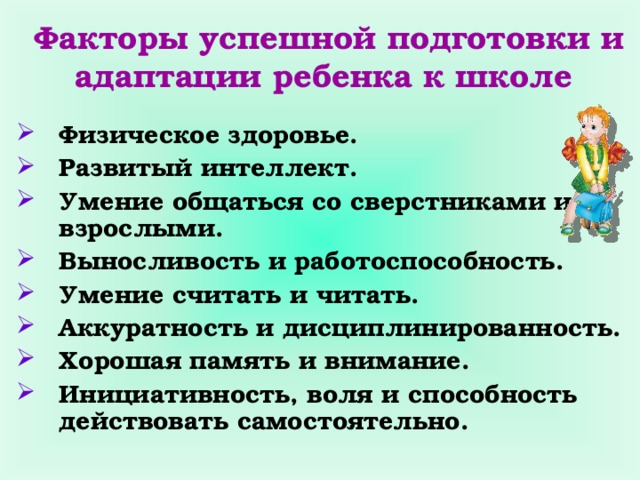 Факторы успешной подготовки и
адаптации ребенка к школе
Физическое здоровье.
Развитый интеллект.
Умение общаться со сверстниками и
взрослыми.
Выносливость и работоспособность.
Умение считать и читать.
Аккуратность и дисциплинированность.
Хорошая память и внимание.
Инициативность, воля и способность
действовать самостоятельно.